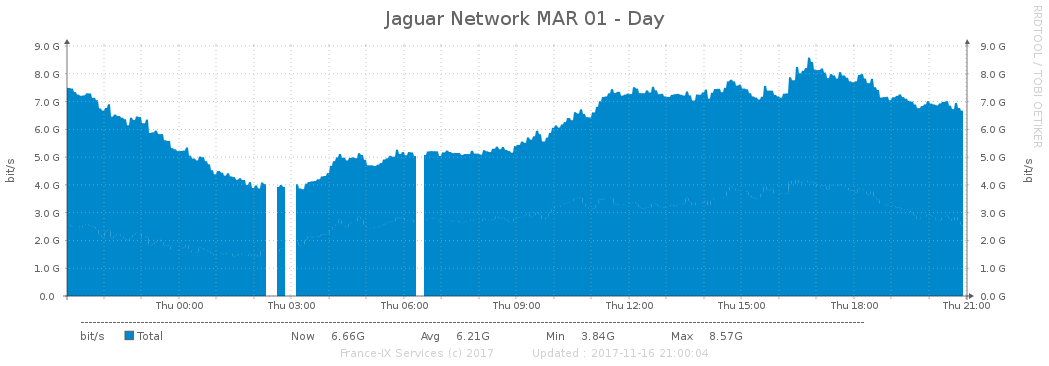 Jaguar Network MAR 01 - Day
RRDTOOL / TOBI OETIKER
9.0 G 9.0 G
8.0 G 8.0 G
7.0 G 7.0 G
6.0 G 6.0 G
5.0 G 5.0 G
4.0 G 4.0 G
3.0 G 3.0 G
2.0 G 2.0 G
1.0 G 1.0 G
0.0 0.0 G
bit/s bit/s
Thu 00:00 Thu 03:00 Thu 06:00 Thu 09:00 Thu 12:00 Thu 15:00 Thu 18:00 Thu 21:00
bit/s Total Now 6.66G Avg 6.21G Min 3.84G Max 8.57G
France-IX Services (c) 2017 Updated : 2017-11-16 21:00:04